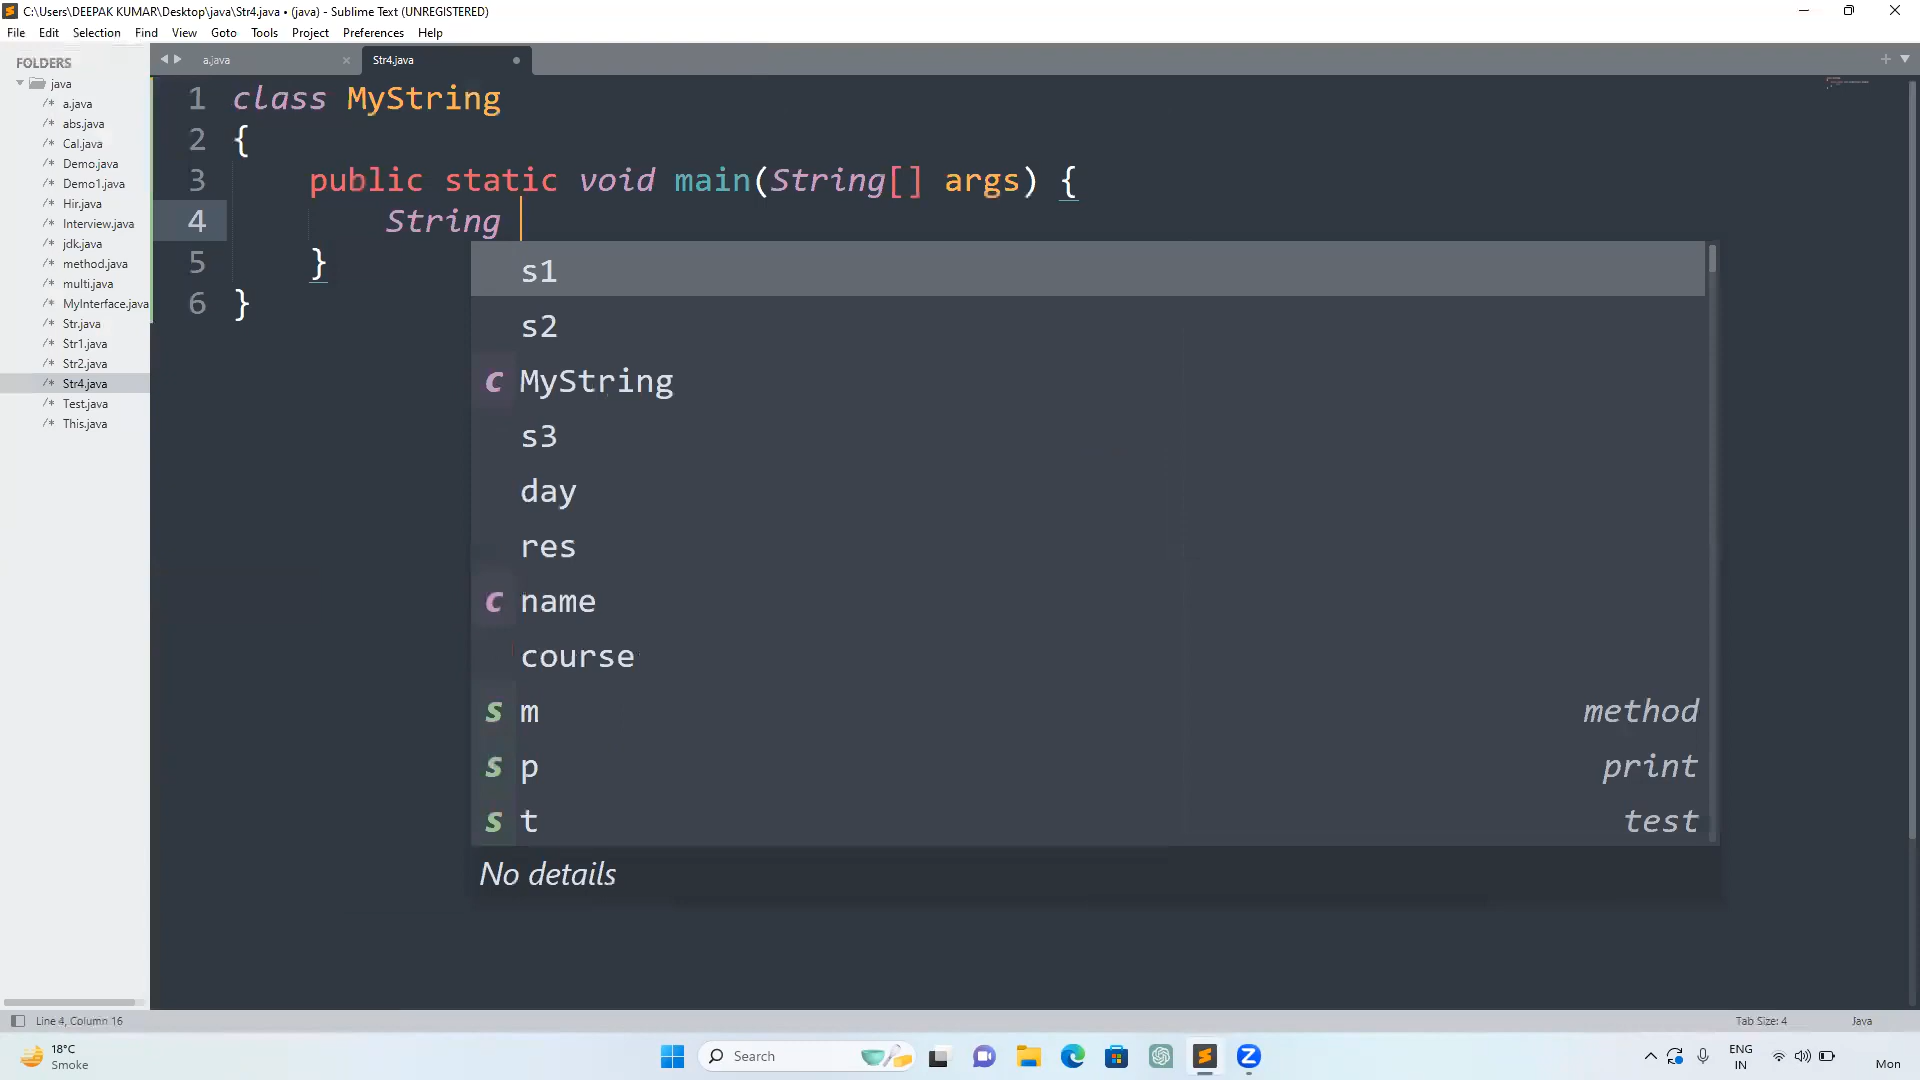 C:\Users\DEEPAK KUMAR\Desktop\java\Str4.java • (java) - Sublime Text (UNREGISTERED)
File Edit Selection Find View Goto Tools Project Preferences Help
FOLDERS
java
/* a.java
/* abs.java
/* Cal.java
/* Demo.java
/* Demo1.java
/* Hir.java
/* Interview.java
/* jdk.java
/* method.java
/* multi.java
/* MyInterface.java
/* Str.java
/* Str1.java
/* Str2.java
/* Str4.java
/* Test.java
/* This.java
a.java
Str4.java
1 class MyString
2 {
3 public static void main(String[] args) {
4 String
5 }
6 }
s1
s2
c MyString
s3
day
res
c name
course
s m method
s p print
s t test
No details
Line 4, Column 16
Tab Size: 4
Java
18°C
Smoke
Search
ENG
IN
Mon